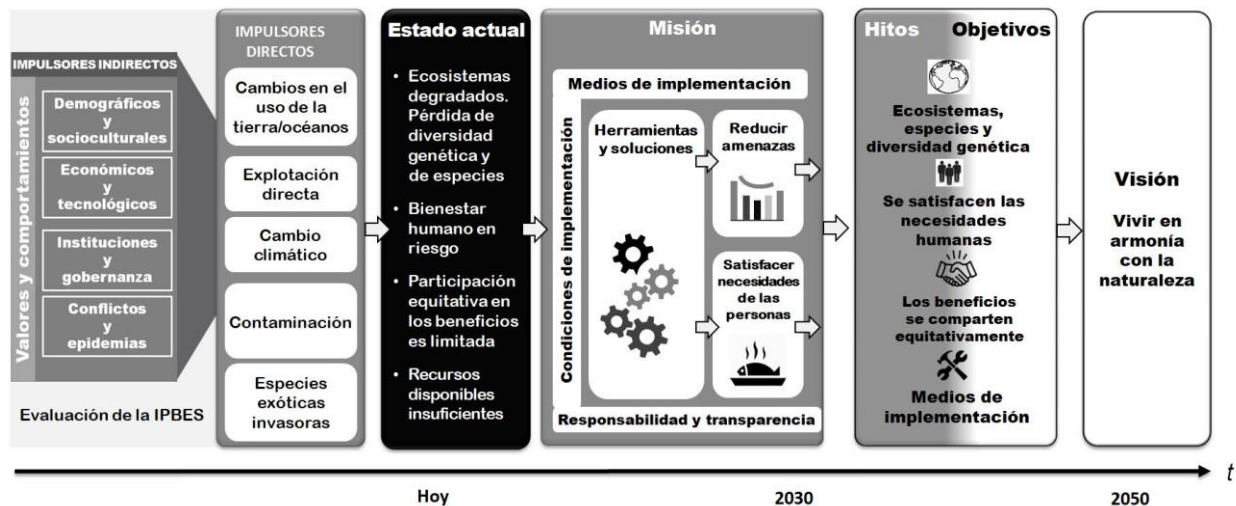 IMPULSORES INDIRECTOS
Valores y comportamientos
Demográficos
y
socioculturales
Económicos
y
tecnológicos
Instituciones
y
gobernanza
Conflictos
y
epidemias
Evaluación de la IPBES
IMPULSORES
DIRECTOS
Cambios en el
uso de la
tierra/océanos
Explotación
directa
Cambio
climático
Contaminación
Especies
exóticas
invasoras
Estado actual
• Ecosistemas
degradados.
Pérdida de
diversidad
genética y
de especies
• Bienestar
humano en
riesgo
• Participación
equitativa en
los beneficios
es limitada
• Recursos
disponibles
insuficientes
Misión
Medios de implementación
Condiciones de implementación
Herramientas
y soluciones
Reducir
amenazas
Satisfacer
necesidades
de las
personas
Responsabilidad y transparencia
Hitos Objetivos
Ecosistemas,
especies y
diversidad genética
Se satisfacen las
necesidades
humanas
Los beneficios
se comparten
equitativamente
Medios de
implementación
Visión
Vivir en
armonía
con la
naturaleza
t
Hoy
2030
2050